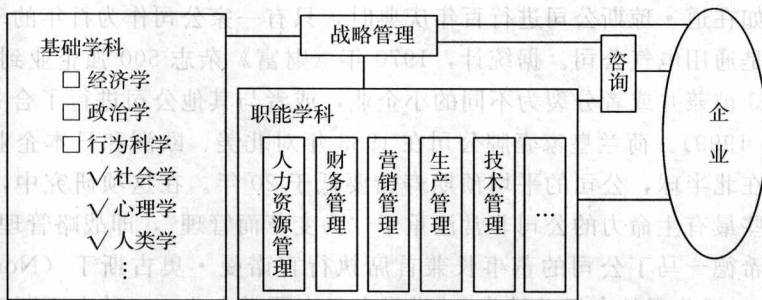 基础学科
□ 经济学
□ 政治学
□ 行为科学
√ 社会学
√ 心理学
√ 人类学
⋮
战略管理
职能学科
人力资源管理
财务管理
营销管理
生产管理
技术管理
…
咨询
企业